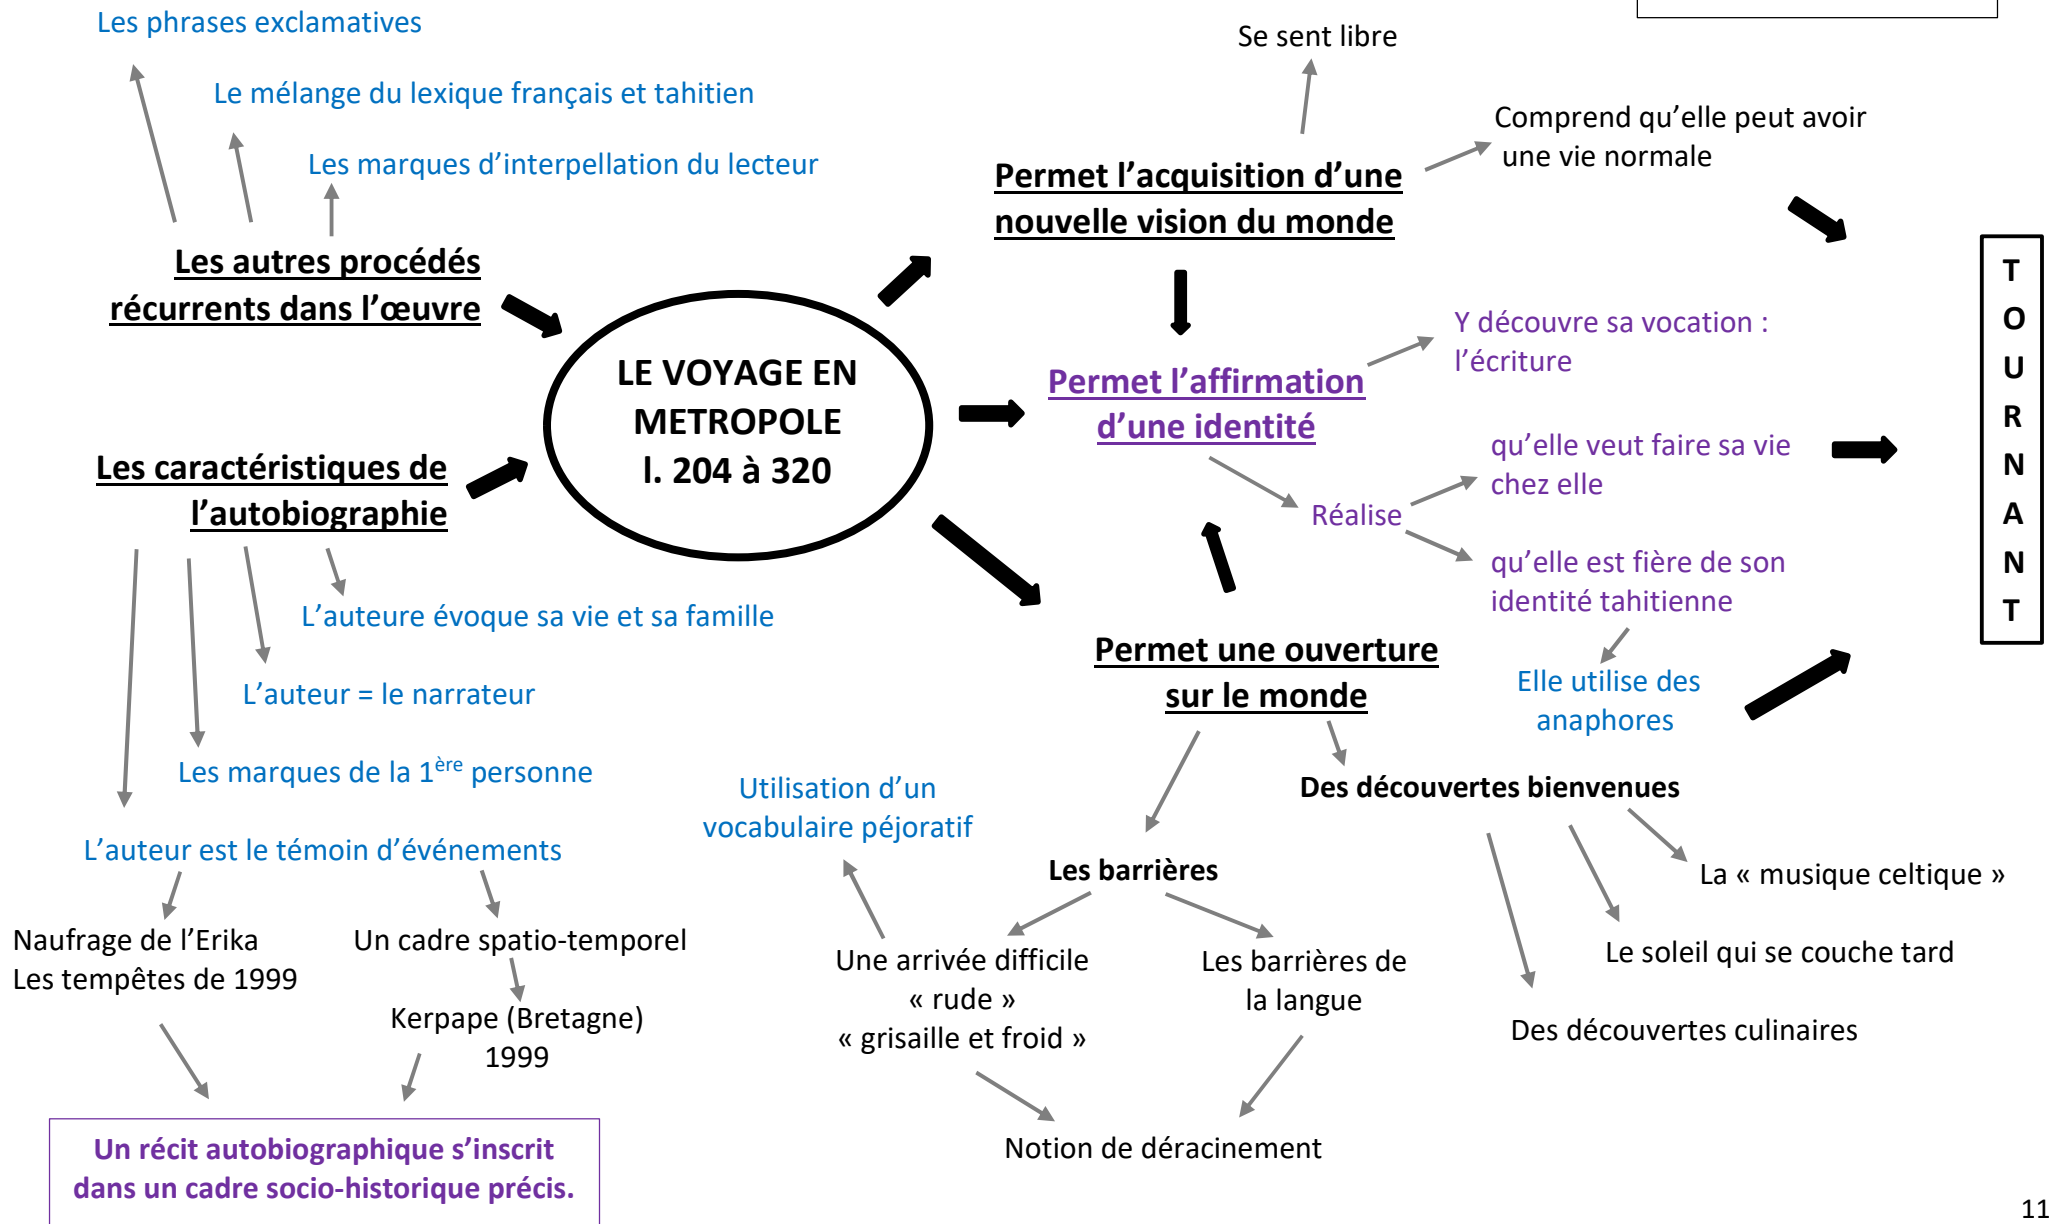 Les phrases exclamatives
Le mélange du lexique français et tahitien
Les marques d’interpellation du lecteur
Les autres procédés
récurrents dans l’œuvre
Les caractéristiques de
l’autobiographie
L’auteure évoque sa vie et sa famille
L’auteur = le narrateur
Les marques de la 1ère personne
L’auteur est le témoin d’événements
Naufrage de l’Erika
Les tempêtes de 1999
Un cadre spatio-temporel
Kerpape (Bretagne)
1999
Un récit autobiographique s’inscrit
dans un cadre socio-historique précis.
LE VOYAGE EN
METROPOLE
l. 204 à 320
Se sent libre
Comprend qu’elle peut avoir
une vie normale
Permet l’acquisition d’une
nouvelle vision du monde
Permet l’affirmation
d’une identité
Y découvre sa vocation :
l’écriture
Réalise
qu’elle veut faire sa vie
chez elle
qu’elle est fière de son
identité tahitienne
Elle utilise des
anaphores
Permet une ouverture
sur le monde
Utilisation d’un
vocabulaire péjoratif
Les barrières
Une arrivée difficile
« rude »
« grisaille et froid »
Les barrières de
la langue
Notion de déracinement
Des découvertes bienvenues
La « musique celtique »
Le soleil qui se couche tard
Des découvertes culinaires
T
O
U
R
N
A
N
T
11